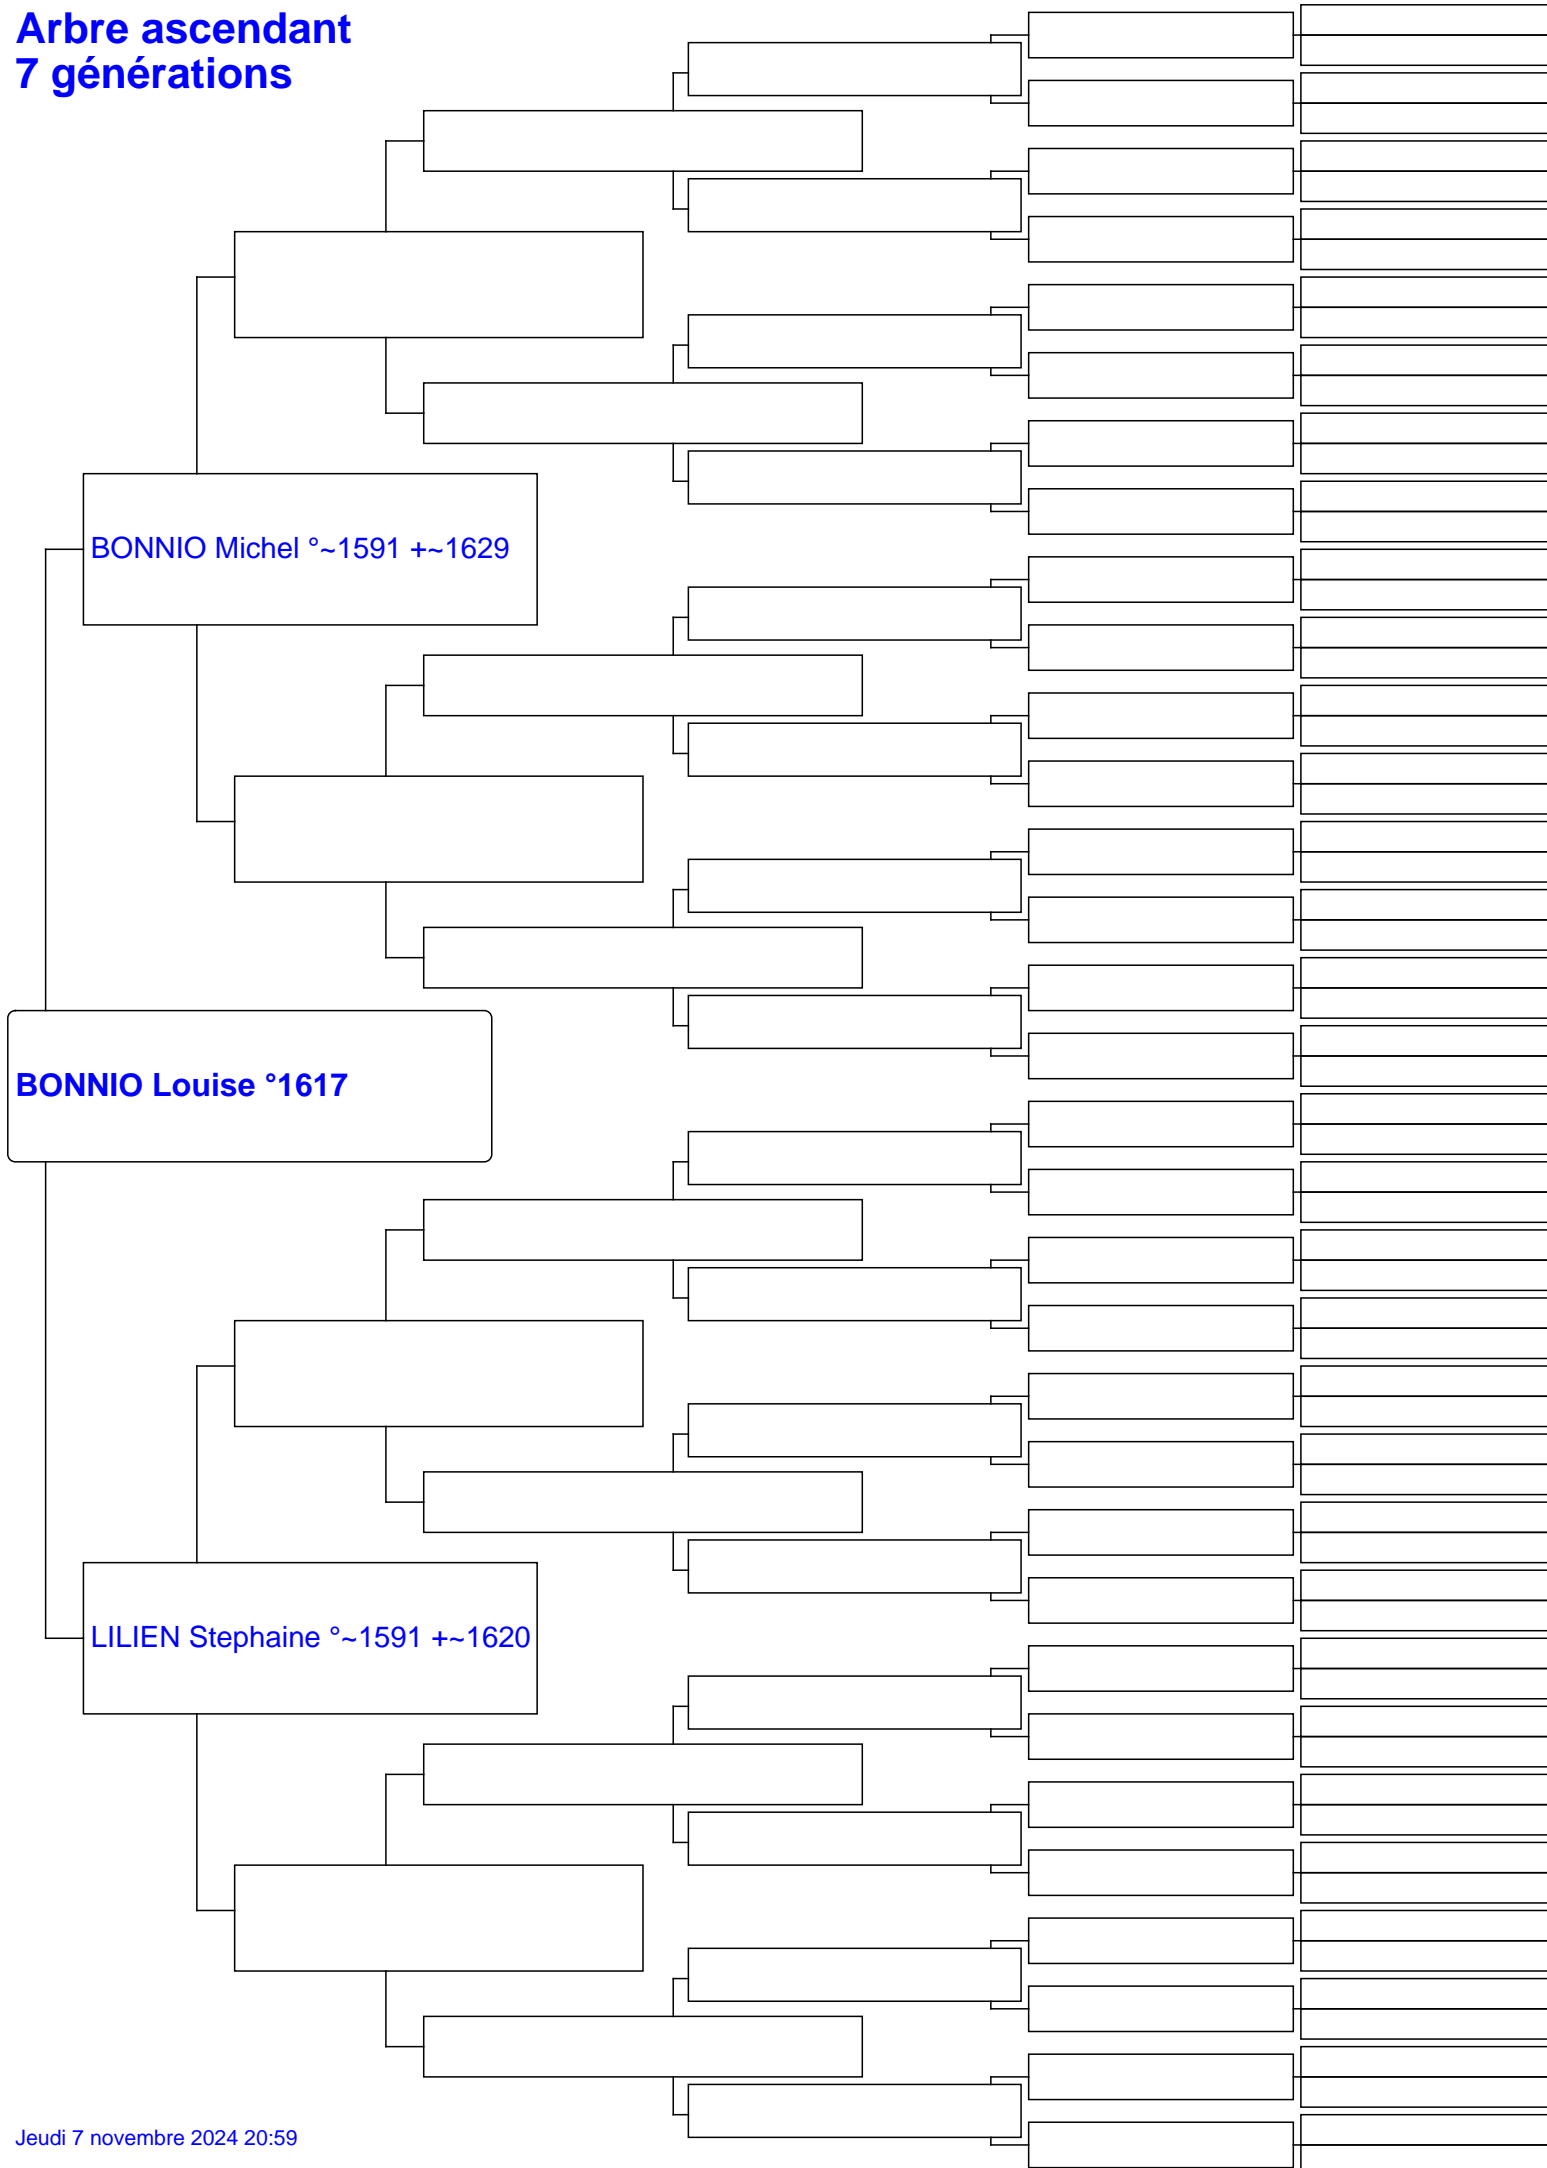 Arbre ascendant
7 générations
BONNIO Michel °~1591 +~1629
BONNIO Louise °1617
LILIEN Stephaine °~1591 +~1620
Jeudi 7 novembre 2024 20:59